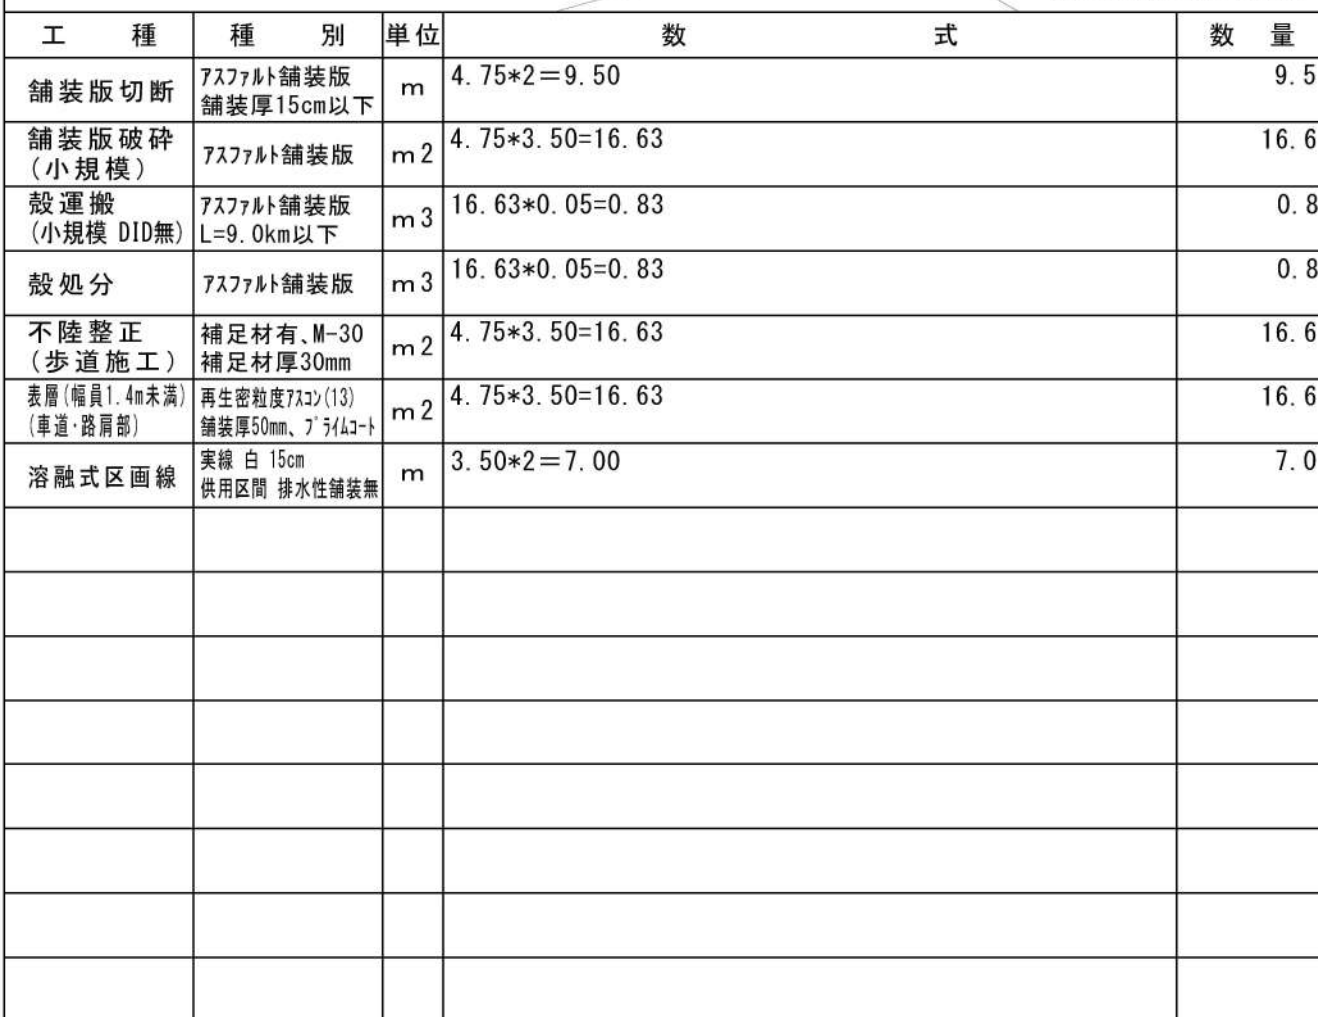 工 種 種 別 単位 数 式 数 量
舗装版切断 ｱｽﾌｧﾙﾄ舗装版 m 4.75*2＝9.50 9.5
舗装厚15cm以下
舗装版破砕 ｱｽﾌｧﾙﾄ舗装版 m2 4.75*3.50=16.63 16.6
(小規模)
殻運搬 ｱｽﾌｧﾙﾄ舗装版 m3 16.63*0.05=0.83 0.8
(小規模 DID無) L=9.0km以下
殻処分 ｱｽﾌｧﾙﾄ舗装版 m3 16.63*0.05=0.83 0.8
不陸整正 補足材有､M-30 m2 4.75*3.50=16.63 16.6
(歩道施工) 補足材厚30mm
表層(幅員1.4m未満) 再生密粒度ｱｽｺﾝ(13) m2 4.75*3.50=16.63 16.6
(車道･路肩部) 舗装厚50mm、ﾌﾟﾗｲﾑｺｰﾄ
溶融式区画線 実線 白 15cm m 3.50*2＝7.00 7.0
供用区間 排水性舗装無